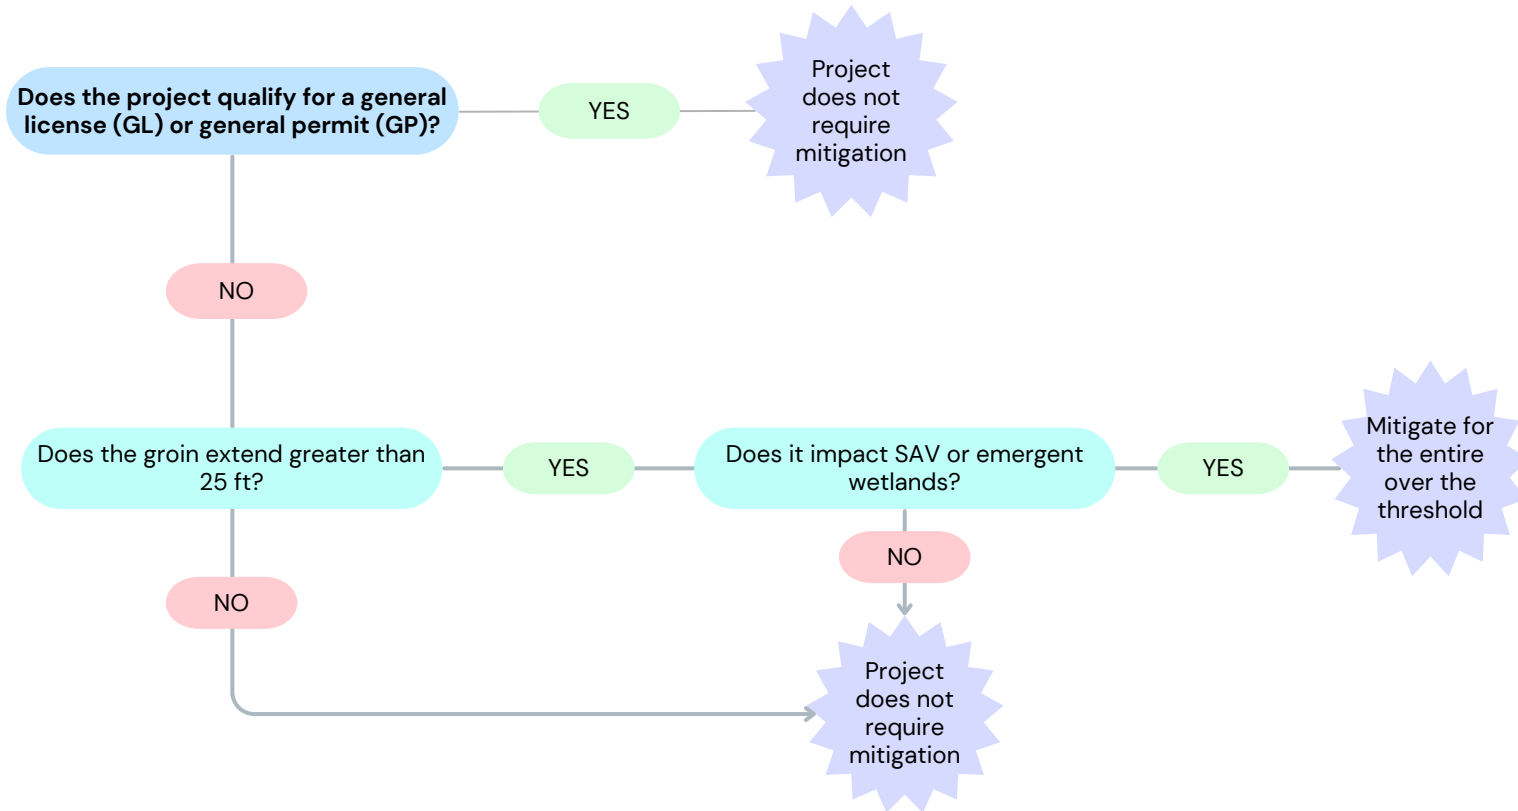 Does the project qualify for a general
license (GL) or general permit (GP)?
YES
Project
does not
require
mitigation
NO
Does the groin extend greater than
25 ft?
YES
Does it impact SAV or emergent
wetlands?
YES
Mitigate for
the entire
over the
threshold
NO
NO
Project
does not
require
mitigation